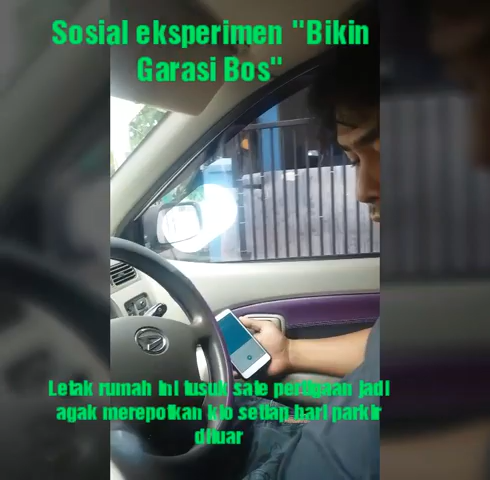 Sosial eksperimen "Bikin
Garasi Bos"
Letak rumah ini tusuk sate pertigaan jadi
agak merepotkan klo setiap hari parkir
diluar